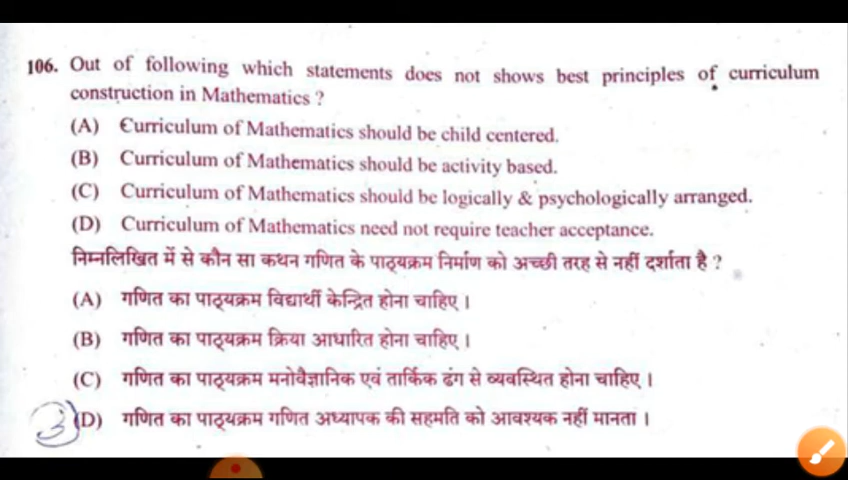 106. Out of following which statements does not shows best principles of curriculum
construction in Mathematics ?
(A) Curriculum of Mathematics should be child centered.
(B) Curriculum of Mathematics should be activity based.
(C) Curriculum of Mathematics should be logically & psychologically arranged.
(D) Curriculum of Mathematics need not require teacher acceptance.
निम्नलिखित में से कौन सा कथन गणित के पाठ्यक्रम निर्माण को अच्छी तरह से नहीं दर्शाता है ?
(A) गणित का पाठ्यक्रम विद्यार्थी केन्द्रित होना चाहिए ।
(B) गणित का पाठ्यक्रम क्रिया आधारित होना चाहिए ।
(C) गणित का पाठ्यक्रम मनोवैज्ञानिक एवं तार्किक ढंग से व्यवस्थित होना चाहिए ।
(D) गणित का पाठ्यक्रम गणित अध्यापक की सहमति को आवश्यक नहीं मानता ।